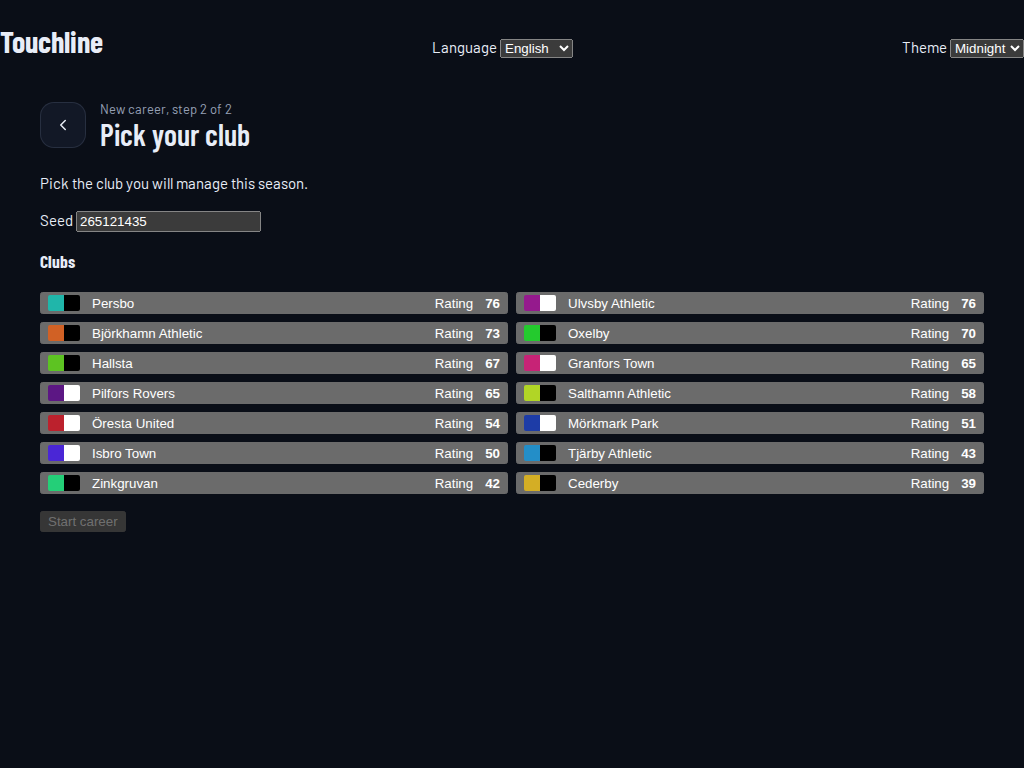 Touchline
Language English
Theme Midnight
New career, step 2 of 2
Pick your club
Pick the club you will manage this season.
Seed 265121435
Clubs
Persbo Rating 76
Ulvsby Athletic Rating 76
Björkhamn Athletic Rating 73
Oxelby Rating 70
Hallsta Rating 67
Granfors Town Rating 65
Pilfors Rovers Rating 65
Salthamn Athletic Rating 58
Öresta United Rating 54
Mörkmark Park Rating 51
Isbro Town Rating 50
Tjärby Athletic Rating 43
Zinkgruvan Rating 42
Cederby Rating 39
Start career